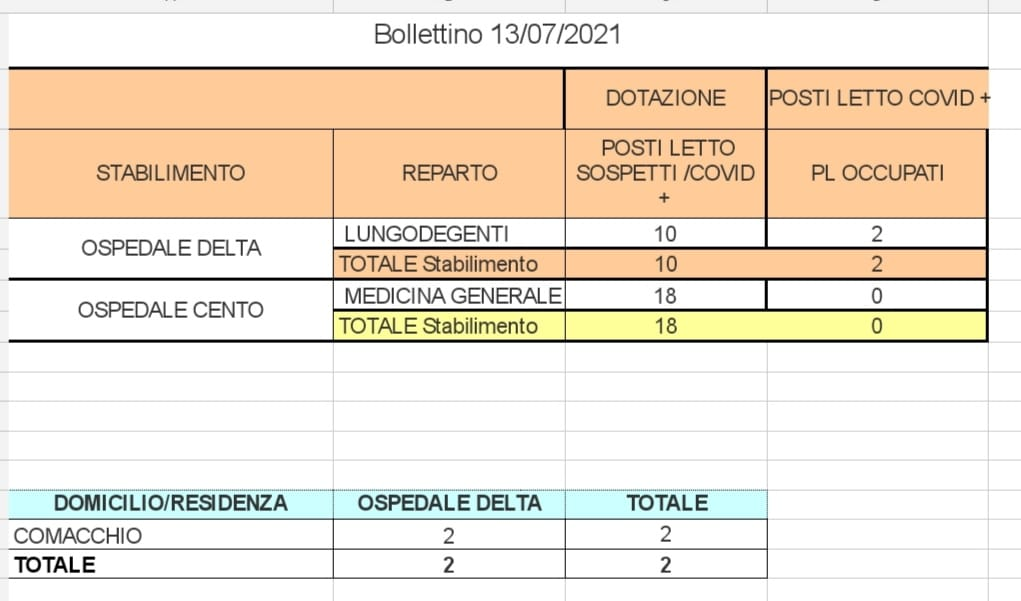 Bollettino 13/07/2021
DOTAZIONE POSTI LETTO COVID +
STABILIMENTO REPARTO POSTI LETTO SOSPETTI /COVID + PL OCCUPATI
OSPEDALE DELTA LUNGODEGENTI 10 2
TOTALE Stabilimento 10 2
OSPEDALE CENTO MEDICINA GENERALE 18 0
TOTALE Stabilimento 18 0
DOMICILIO/RESIDENZA OSPEDALE DELTA TOTALE
COMACCHIO 2 2
TOTALE 2 2